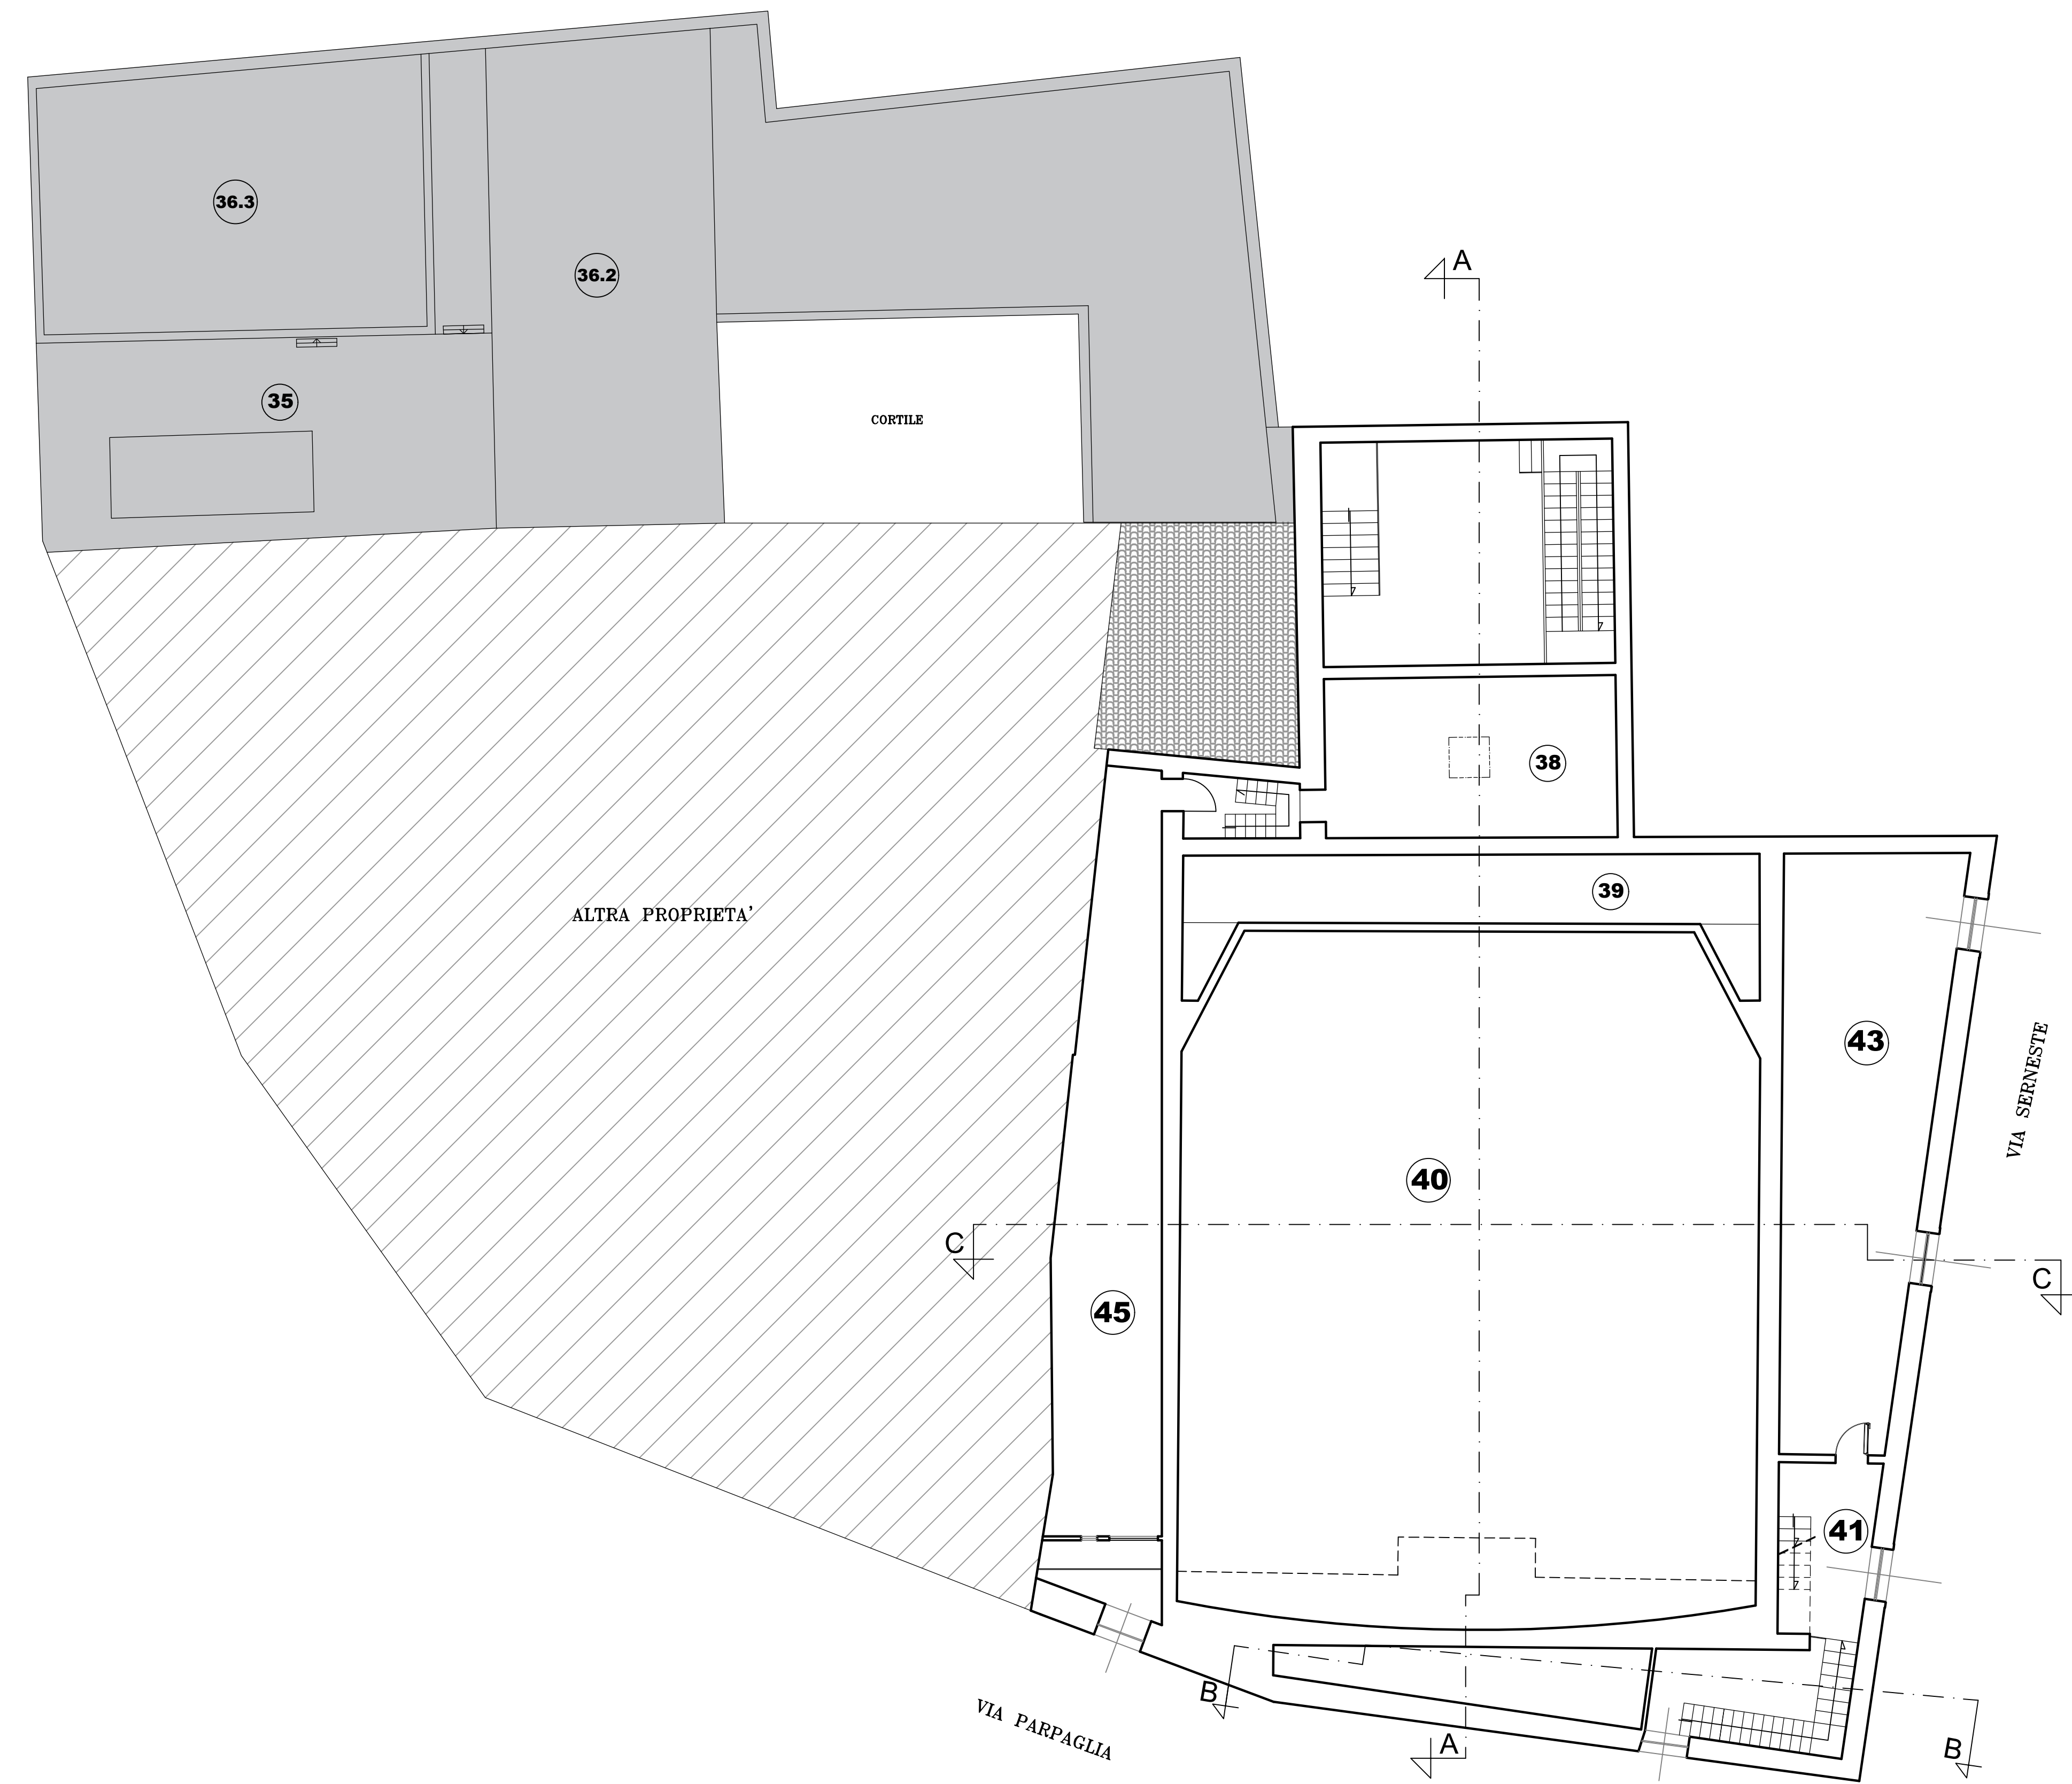 36.3
36.2
A
35
CORTILE
38
39
ALTRA PROPRIETA'
43
VIA SERNESTE
40
C
C
45
41
B
VIA PARPAGLIA
A
B